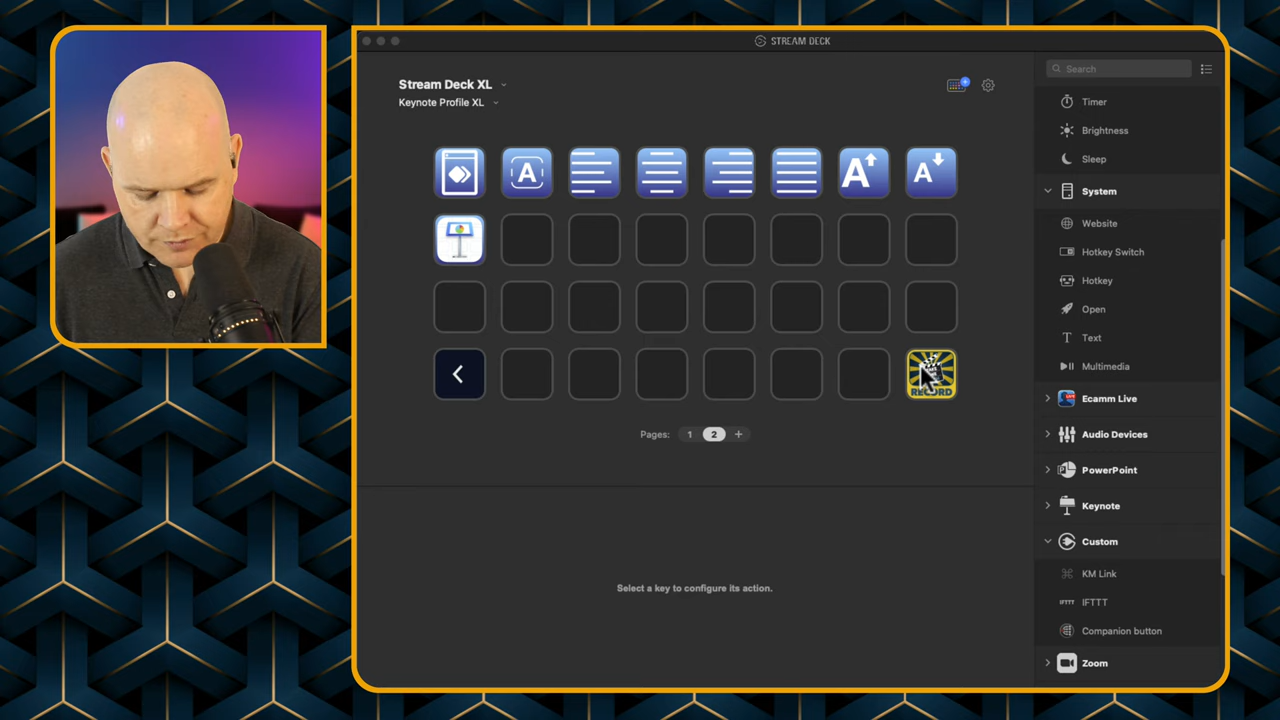 STREAM DECK
Stream Deck XL
Keynote Profile XL
Search
Timer
Brightness
Sleep
System
Website
Hotkey Switch
Hotkey
Open
Text
Multimedia
Ecamm Live
Audio Devices
PowerPoint
Keynote
Custom
KM Link
IFTTT IFTTT
Companion button
Zoom
A
A
A
RECORD
Pages: 1 2 +
Select a key to configure its action.